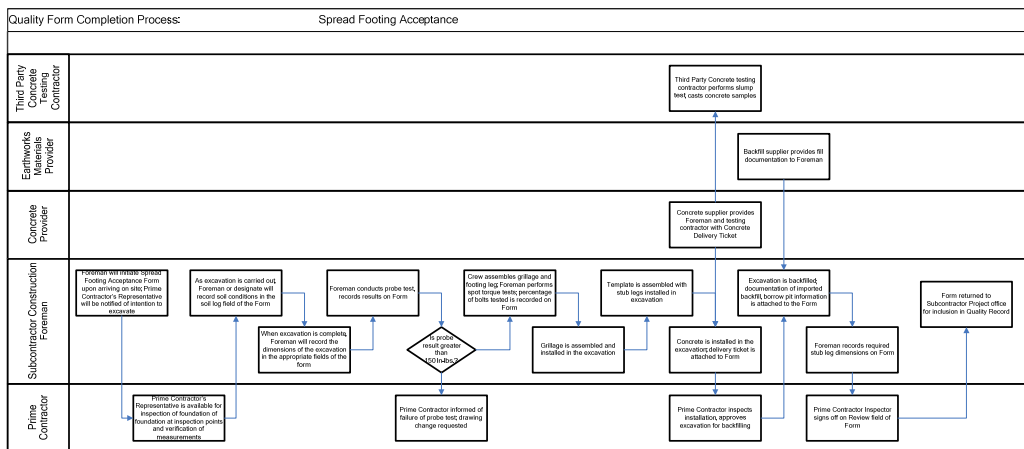 Quality Form Completion Process:
Spread Footing Acceptance
Third Party
Concrete
Testing
Contractor
Third Party Concrete testing
contractor performs slump
test, casts concrete samples
Earthworks
Materials
Provider
Backfill supplier provides fill
documentation to Foreman
Concrete
Provider
Concrete supplier provides
Foreman and testing
contractor with Concrete
Delivery Ticket
Subcontractor Construction
Foreman
Foreman will initiate Spread
Footing Acceptance Form
upon arriving on site; Prime
Contractor's Representative
will be notified of intention to
excavate
As excavation is carried out,
Foreman or designate will
record soil conditions in the
soil log field of the Form
When excavation is complete,
Foreman will record the
dimensions of the excavation in
the appropriate fields of the
form
Foreman conducts probe test,
records results on Form
Is probe
result greater
than
150 In-lbs.?
Crew assembles grillage and
footing leg; Foreman performs
spot torque tests; percentage
of bolts tested is recorded on
Form
Grillage is assembled and
installed in the excavation
Template is assembled with
stub legs installed in
excavation
Concrete is installed in the
excavation; delivery ticket is
attached to Form
Excavation is backfilled;
documentation of imported
backfill, borrow pit information
is attached to the Form
Foreman records required
stub leg dimensions on Form
Form returned to
Subcontractor Project office
for inclusion in Quality Record
Prime
Contractor
Prime Contractor's
Representative is available for
inspection of foundation of
foundation at inspection points
and verification of
measurements
Prime Contractor informed of
failure of probe test; drawing
change requested
Prime Contractor inspects
installation, approves
excavation for backfilling
Prime Contractor Inspector
signs off on Review field of
Form